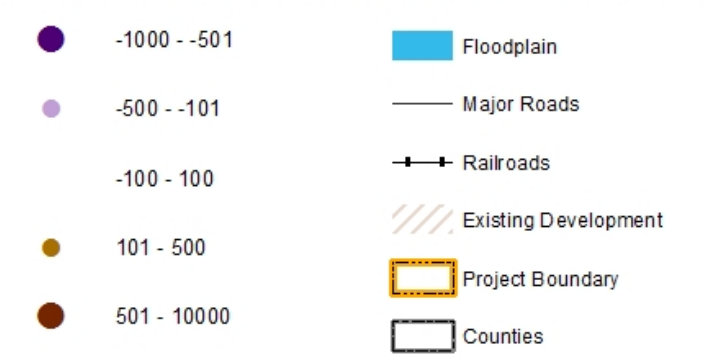 -1000 - -501
-500 - -101
-100 - 100
101 - 500
501 - 10000
Floodplain
Major Roads
Railroads
Existing Development
Project Boundary
Counties